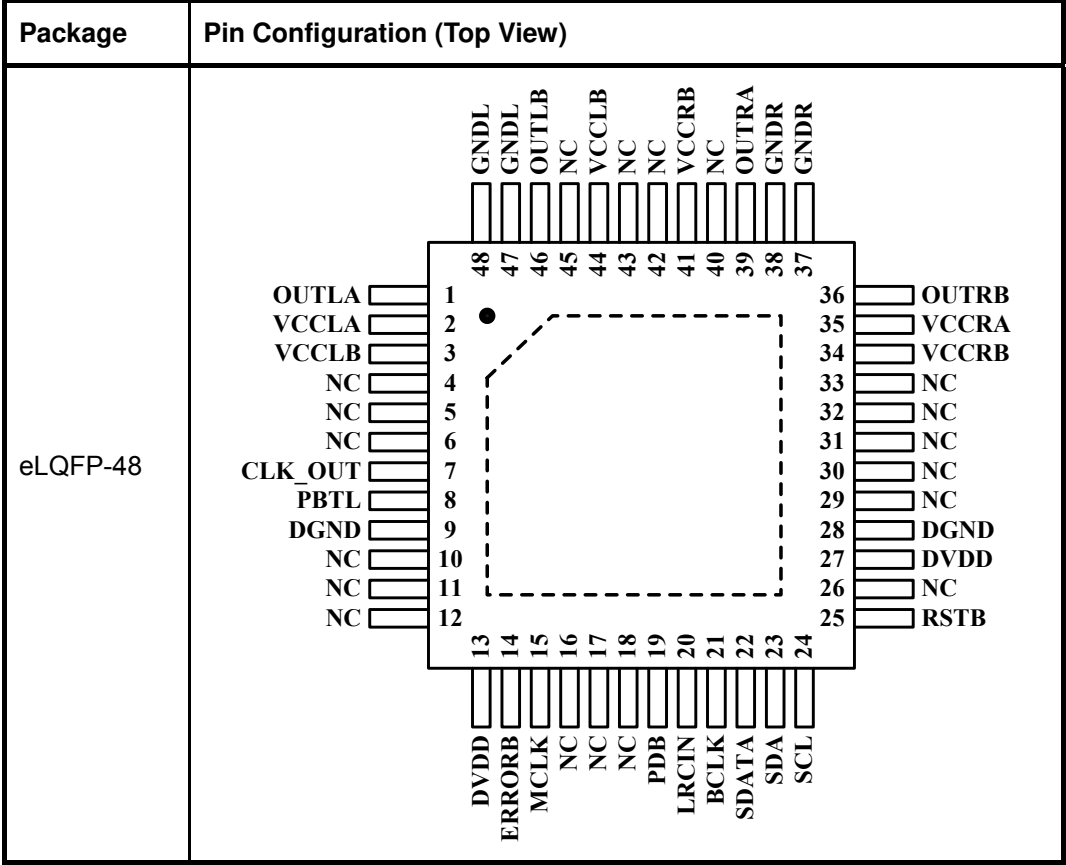 Package Pin Configuration (Top View)
eLQFP-48
GNDL GNDL OUTLB NC VCCLB NC NC VCCRB NC OUTRA GNDR GNDR
48 47 46 45 44 43 42 41 40 39 38 37
OUTLA 1 36 OUTRB
VCCLA 2 35 VCCRA
VCCLB 3 34 VCCRB
NC 4 33 NC
NC 5 32 NC
NC 6 31 NC
CLK_OUT 7 30 NC
PBTL 8 29 NC
DGND 9 28 DGND
NC 10 27 DVDD
NC 11 26 NC
NC 12 25 RSTB
13 14 15 16 17 18 19 20 21 22 23 24
DVDD ERRORB MCLK NC NC NC PDB LRCIN BCLK SDATA SDA SCL